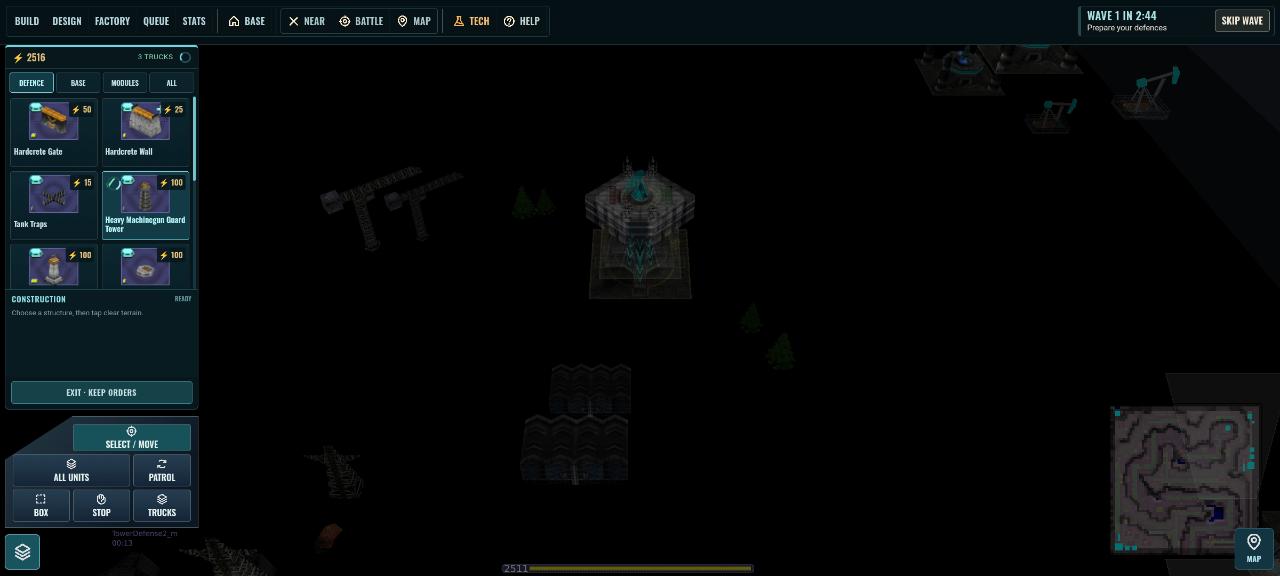 BUILD
DESIGN
FACTORY
QUEUE
STATS
BASE
NEAR
BATTLE
MAP
TECH
HELP
WAVE 1 IN 2:44
Prepare your defences
SKIP WAVE
2516
3 TRUCKS
DEFENCE
BASE
MODULES
ALL
50
Hardcrete Gate
25
Hardcrete Wall
15
Tank Traps
100
Heavy Machinegun Guard
Tower
100
100
CONSTRUCTION
READY
Choose a structure, then tap clear terrain.
EXIT · KEEP ORDERS
SELECT / MOVE
ALL UNITS
PATROL
BOX
STOP
TRUCKS
TowerDefense2_m
00:13
2511
MAP